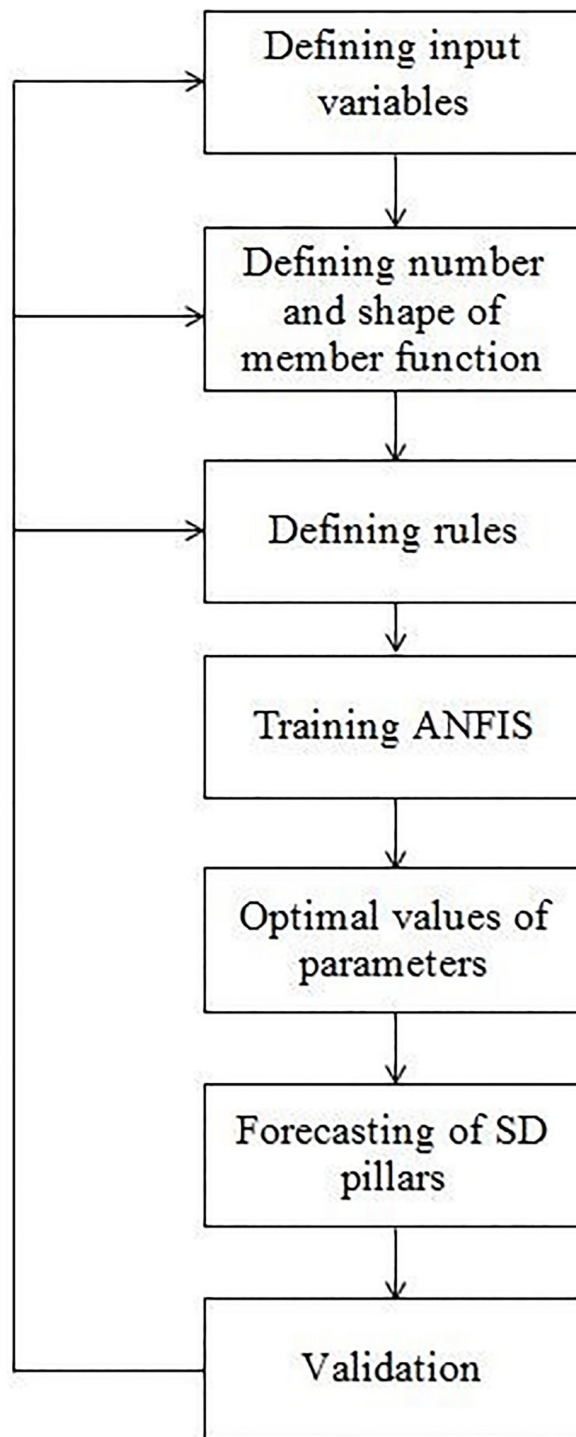 Defining input
variables
Defining number
and shape of
member function
Defining rules
Training ANFIS
Optimal values of
parameters
Forecasting of SD
pillars
Validation